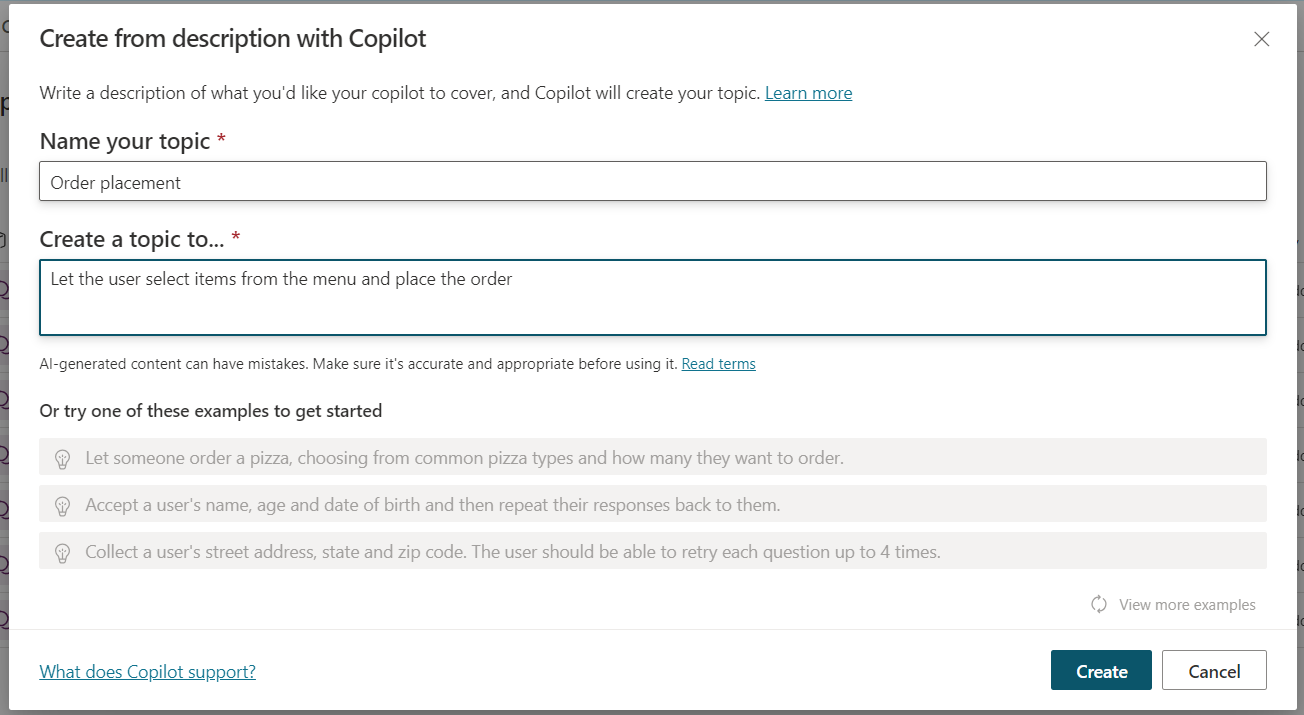 Create from description with Copilot
Write a description of what you'd like your copilot to cover, and Copilot will create your topic. Learn more
Name your topic *
Order placement
Create a topic to... *
Let the user select items from the menu and place the order
AI-generated content can have mistakes. Make sure it's accurate and appropriate before using it. Read terms
Or try one of these examples to get started
Let someone order a pizza, choosing from common pizza types and how many they want to order.
Accept a user's name, age and date of birth and then repeat their responses back to them.
Collect a user's street address, state and zip code. The user should be able to retry each question up to 4 times.
View more examples
What does Copilot support?
Create
Cancel